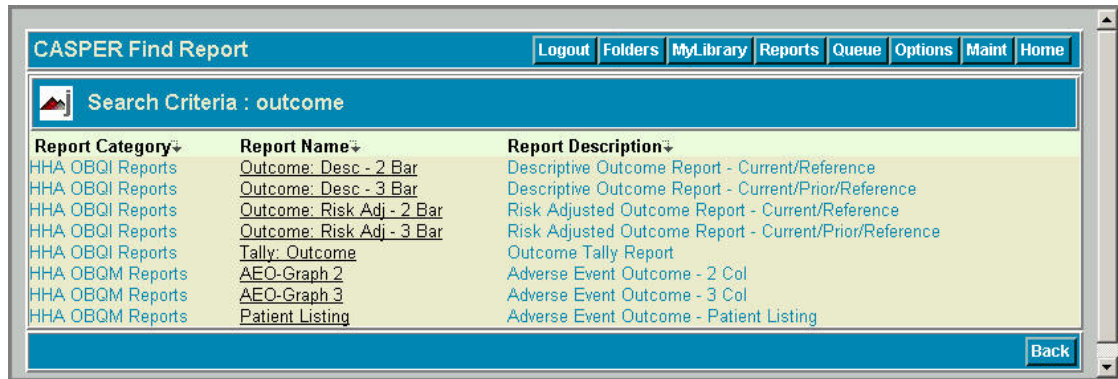 CASPER Find Report Logout Folders MyLibrary Reports Queue Options Maint Home
Search Criteria : outcome
Report Category Report Name Report Description
HHA OBQI Reports Outcome: Desc - 2 Bar Descriptive Outcome Report - Current/Reference
HHA OBQI Reports Outcome: Desc - 3 Bar Descriptive Outcome Report - Current/Prior/Reference
HHA OBQI Reports Outcome: Risk Adj - 2 Bar Risk Adjusted Outcome Report - Current/Reference
HHA OBQI Reports Outcome: Risk Adj - 3 Bar Risk Adjusted Outcome Report - Current/Prior/Reference
HHA OBQI Reports Tally: Outcome Outcome Tally Report
HHA OBQM Reports AEO-Graph 2 Adverse Event Outcome - 2 Col
HHA OBQM Reports AEO-Graph 3 Adverse Event Outcome - 3 Col
HHA OBQM Reports Patient Listing Adverse Event Outcome - Patient Listing
Back